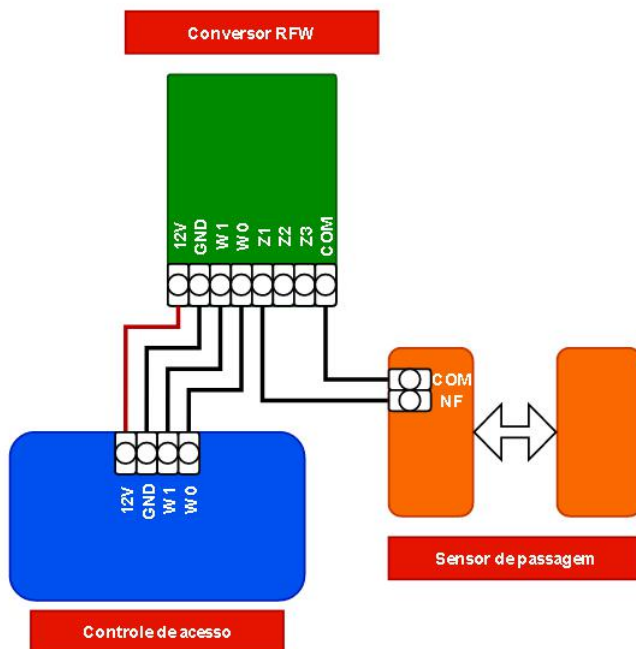 Conversor RFW
12V
GND
W1
W0
Z1
Z2
Z3
COM
COM
NF
12V
GND
W1
W0
Sensor de passagem
Controle de acesso